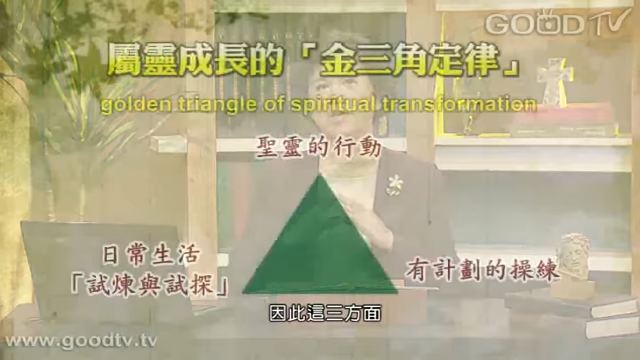 GOODTV
屬靈成長的「金三角定律」
golden triangle of spiritual transformation
聖靈的行動
日常生活
「試煉與試探」
有計劃的操練
因此這三方面
www.goodtv.tv